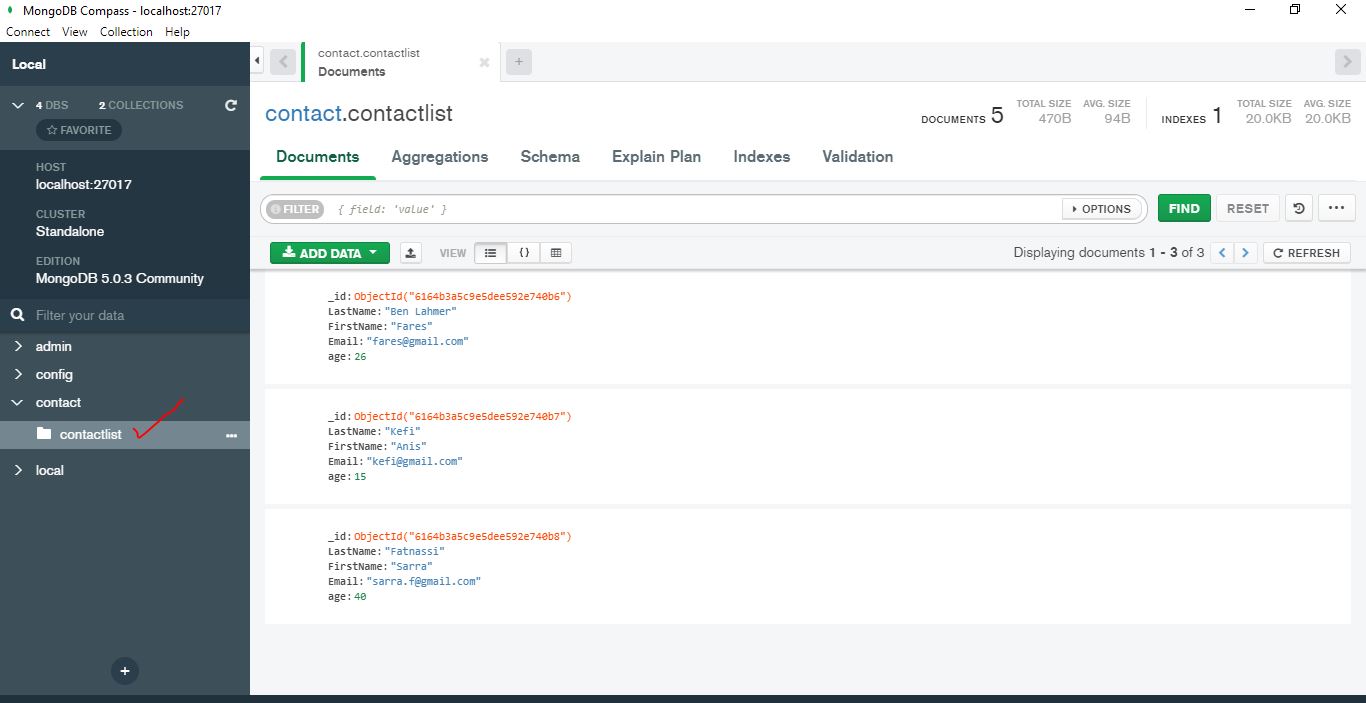 MongoDB Compass - localhost:27017
Connect View Collection Help
Local
4 DBS 2 COLLECTIONS
FAVORITE
HOST
localhost:27017
CLUSTER
Standalone
EDITION
MongoDB 5.0.3 Community
Filter your data
admin
config
contact
contactlist
local
+
contact.contactlist
Documents
+
contact.contactlist
DOCUMENTS 5
TOTAL SIZE
470B
AVG. SIZE
94B
INDEXES 1
TOTAL SIZE
20.0KB
AVG. SIZE
20.0KB
Documents Aggregations Schema Explain Plan Indexes Validation
FILTER { field: 'value' } OPTIONS FIND RESET
ADD DATA VIEW {} Displaying documents 1 - 3 of 3 REFRESH
_id: ObjectId("6164b3a5c9e5dee592e740b6")
LastName: "Ben Lahmer"
FirstName: "Fares"
Email: "fares@gmail.com"
age: 26
_id: ObjectId("6164b3a5c9e5dee592e740b7")
LastName: "Kefi"
FirstName: "Anis"
Email: "kefi@gmail.com"
age: 15
_id: ObjectId("6164b3a5c9e5dee592e740b8")
LastName: "Fatnassi"
FirstName: "Sarra"
Email: "sarra.f@gmail.com"
age: 40